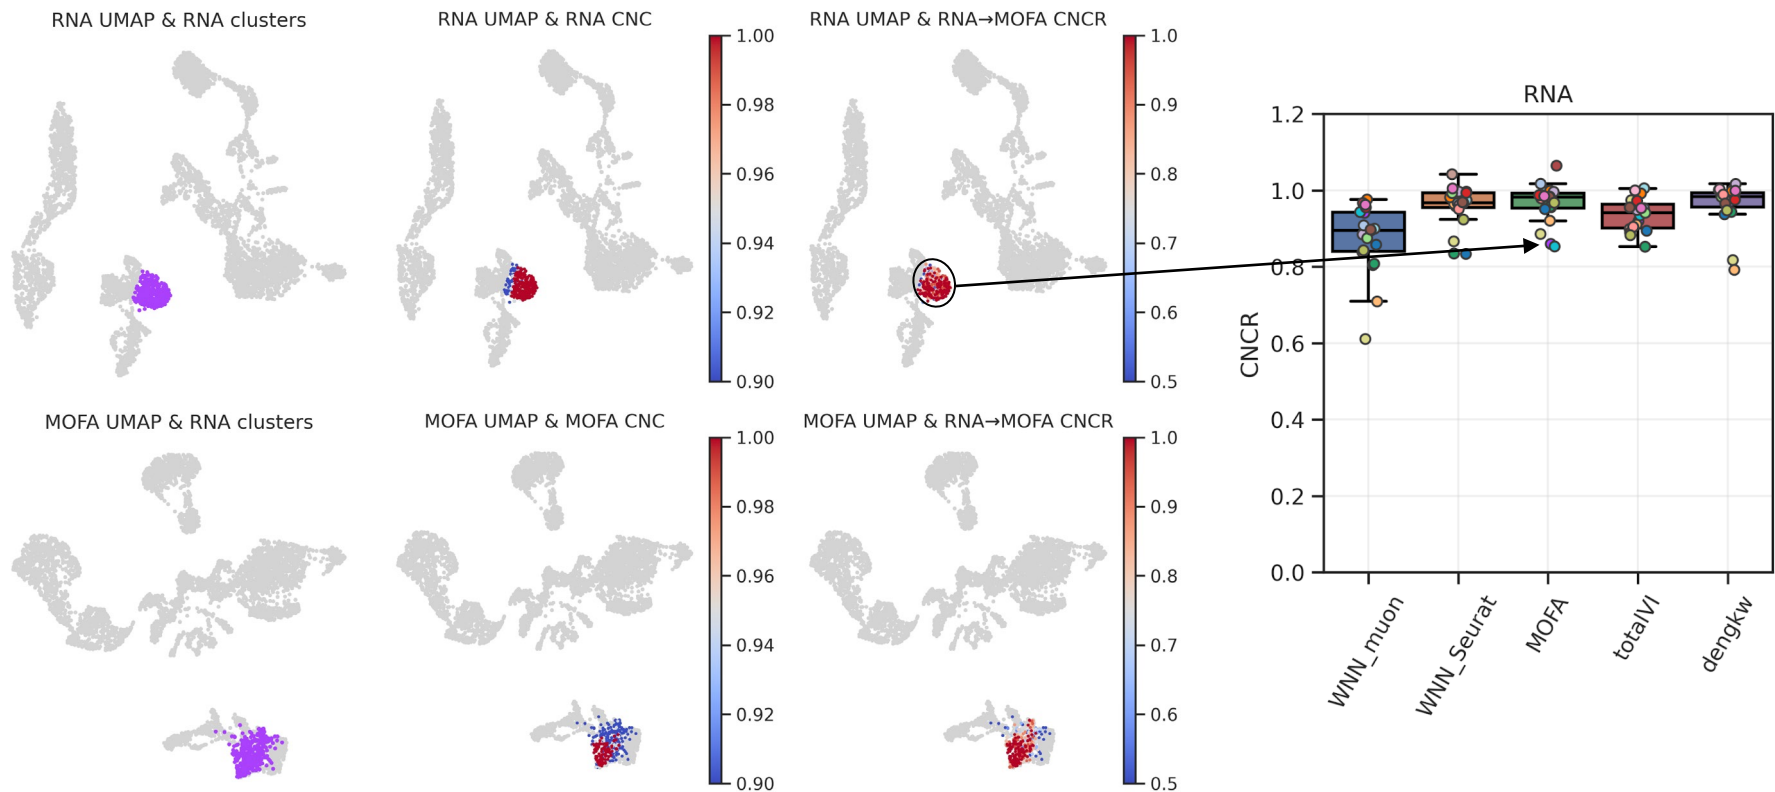 RNA UMAP & RNA clusters
RNA UMAP & RNA CNC
1.00
0.98
0.96
0.94
0.92
0.90
RNA UMAP & RNA→MOFA CNCR
1.0
0.9
0.8
0.7
0.6
0.5
MOFA UMAP & RNA clusters
MOFA UMAP & MOFA CNC
1.00
0.98
0.96
0.94
0.92
0.90
MOFA UMAP & RNA→MOFA CNCR
1.0
0.9
0.8
0.7
0.6
0.5
RNA
CNCR
1.2
1.0
0.8
0.6
0.4
0.2
0.0
WNN_muon
WNN_Seurat
MOFA
totalVI
dengkw